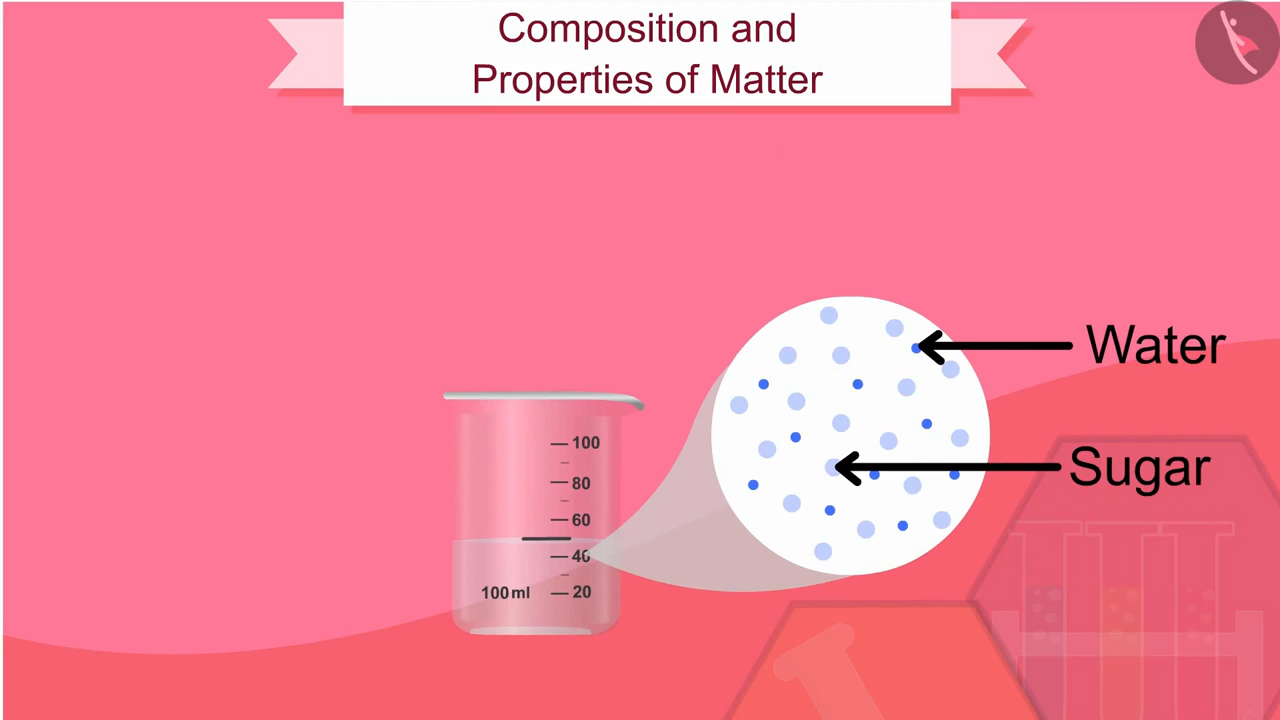 Composition and
Properties of Matter
Water
Sugar
100
80
60
40
20
100 ml